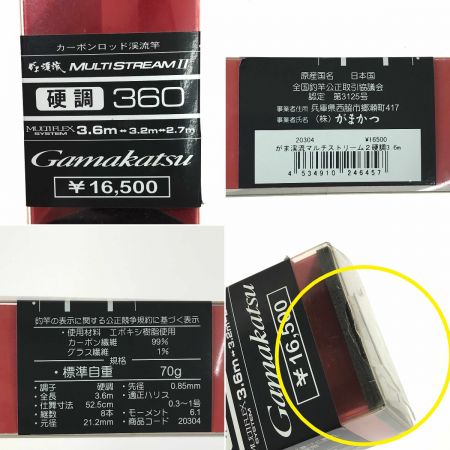 カーボンロッド渓流竿
がま渓流 MULTISTREAM II
硬調 360
MULTIFLEX SYSTEM 3.6m↔3.2m↔2.7m
Gamakatsu
￥16,500
原産国名 日本国
全国釣竿公正取引協議会
認定 第3125号
事業者住所 兵庫県西脇市郷瀬町417
事業者氏名 (株) がまかつ
20304 ¥16500
がま渓流マルチストリーム2硬調3.6m
4 534910 246457
釣竿の表示に関する公正競争規約に基づく表示
・使用材料 エポキシ樹脂使用
カーボン繊維 99%
グラス繊維 1%
規格
・標準自重 70g
・調子 硬調 ・先径 0.85mm
・全長 3.6m ・適正ハリス
・仕舞寸法 52.5cm 0.3〜1号
・継数 8本 ・モーメント 6.1
・元径 21.2mm ・商品コード 20304
3.6m↔3.2m
Gamakatsu
￥16,500